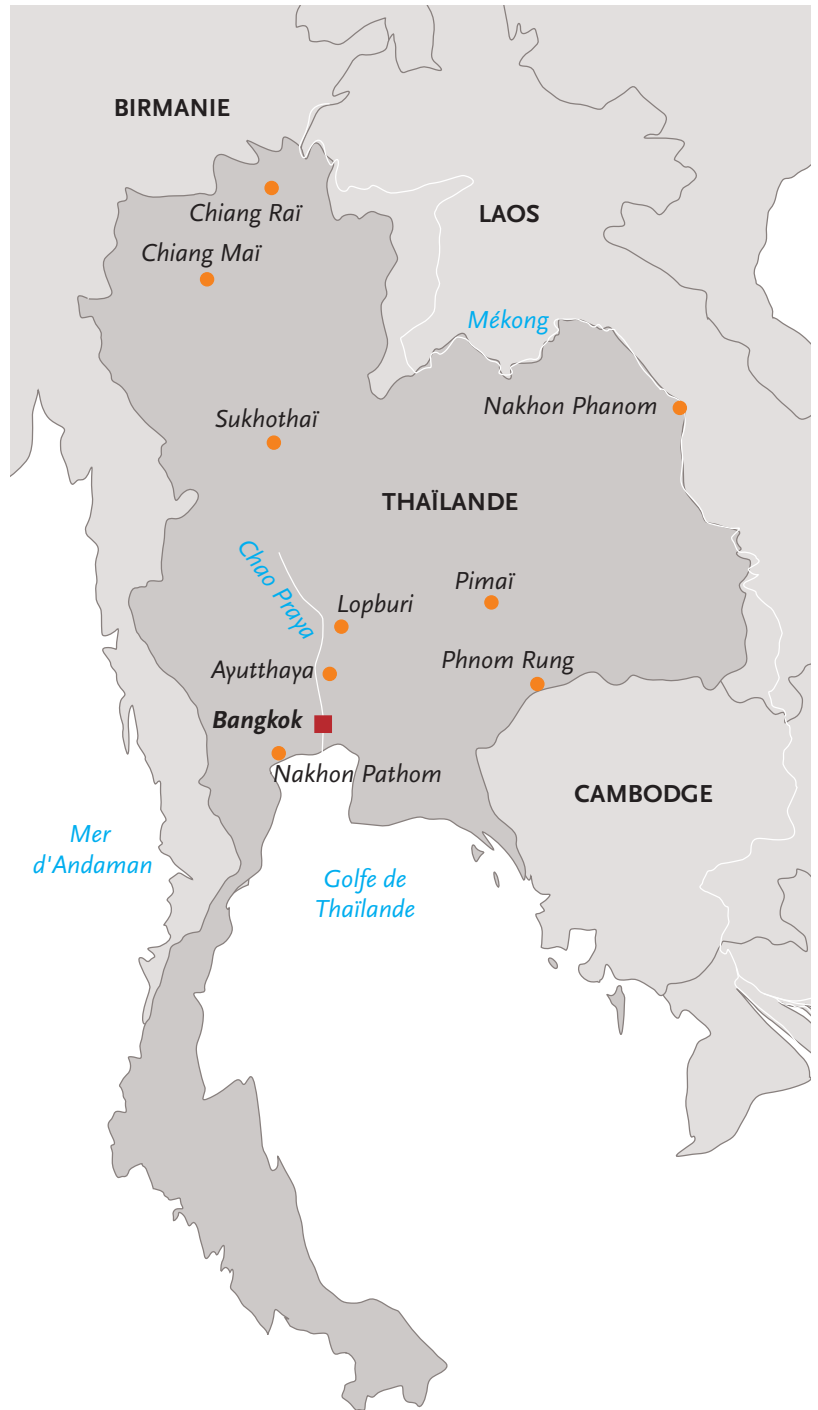 BIRMANIE
Chiang Raï
LAOS
Chiang Maï
Mékong
Nakhon Phanom
Sukhothaï
THAÏLANDE
Chao Praya
Pimaï
Lopburi
Phnom Rung
Ayutthaya
Bangkok
Nakhon Pathom
CAMBODGE
Mer
d'Andaman
Golfe de
Thaïlande